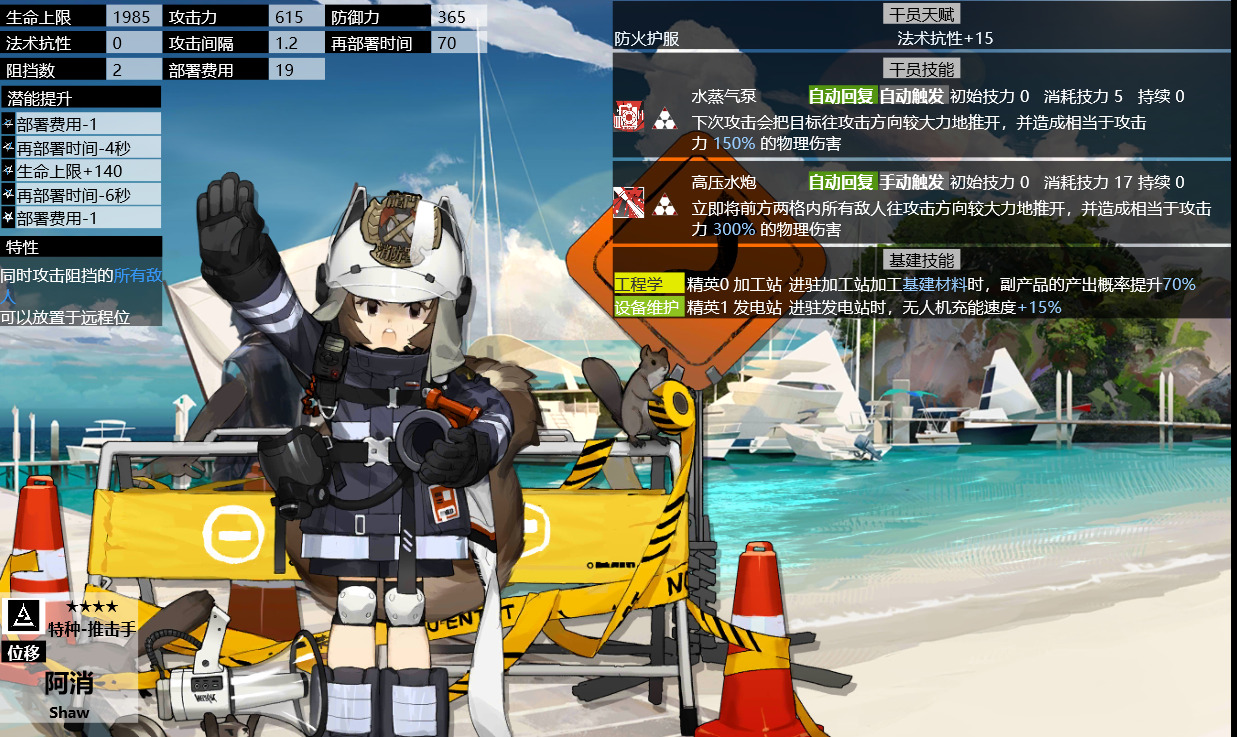 生命上限 1985 攻击力 615 防御力 365
法术抗性 0 攻击间隔 1.2 再部署时间 70
阻挡数 2 部署费用 19
潜能提升
部署费用-1
再部署时间-4秒
生命上限+140
再部署时间-6秒
部署费用-1
特性
同时攻击阻挡的所有敌
人
可以放置于远程位
干员天赋
防火护服 法术抗性+15
干员技能
水蒸气泵 自动回复 自动触发 初始技力 0 消耗技力 5 持续 0
下次攻击会把目标往攻击方向较大力地推开，并造成相当于攻击
力 150% 的物理伤害
高压水炮 自动回复 手动触发 初始技力 0 消耗技力 17 持续 0
立即将前方两格内所有敌人往攻击方向较大力地推开，并造成相当于攻击
力 300% 的物理伤害
基建技能
工程学 精英0 加工站 进驻加工站加工基建材料时，副产品的产出概率提升70%
设备维护 精英1 发电站 进驻发电站时，无人机充能速度+15%
★★★★
特种-推击手
位移
阿消
Shaw